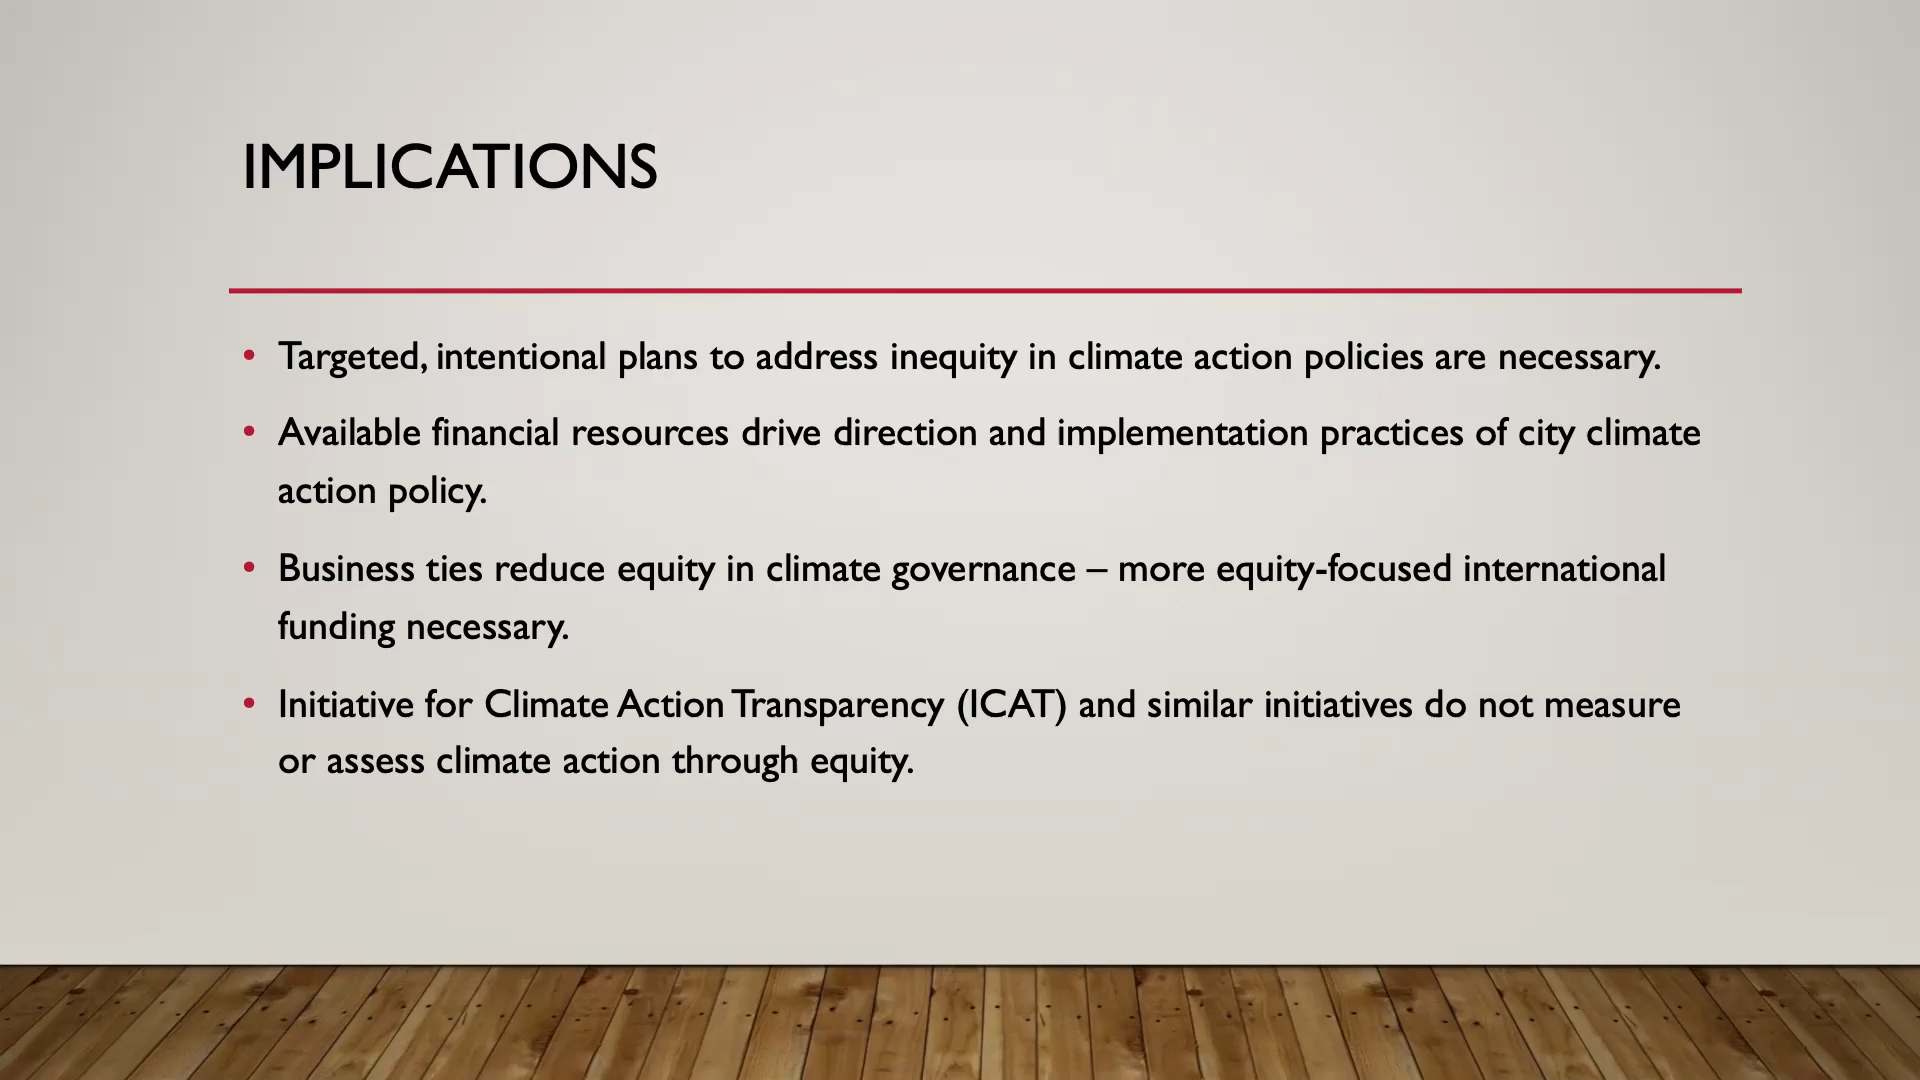 IMPLICATIONS
• Targeted, intentional plans to address inequity in climate action policies are necessary.
• Available financial resources drive direction and implementation practices of city climate
action policy.
• Business ties reduce equity in climate governance – more equity-focused international
funding necessary.
• Initiative for Climate Action Transparency (ICAT) and similar initiatives do not measure
or assess climate action through equity.